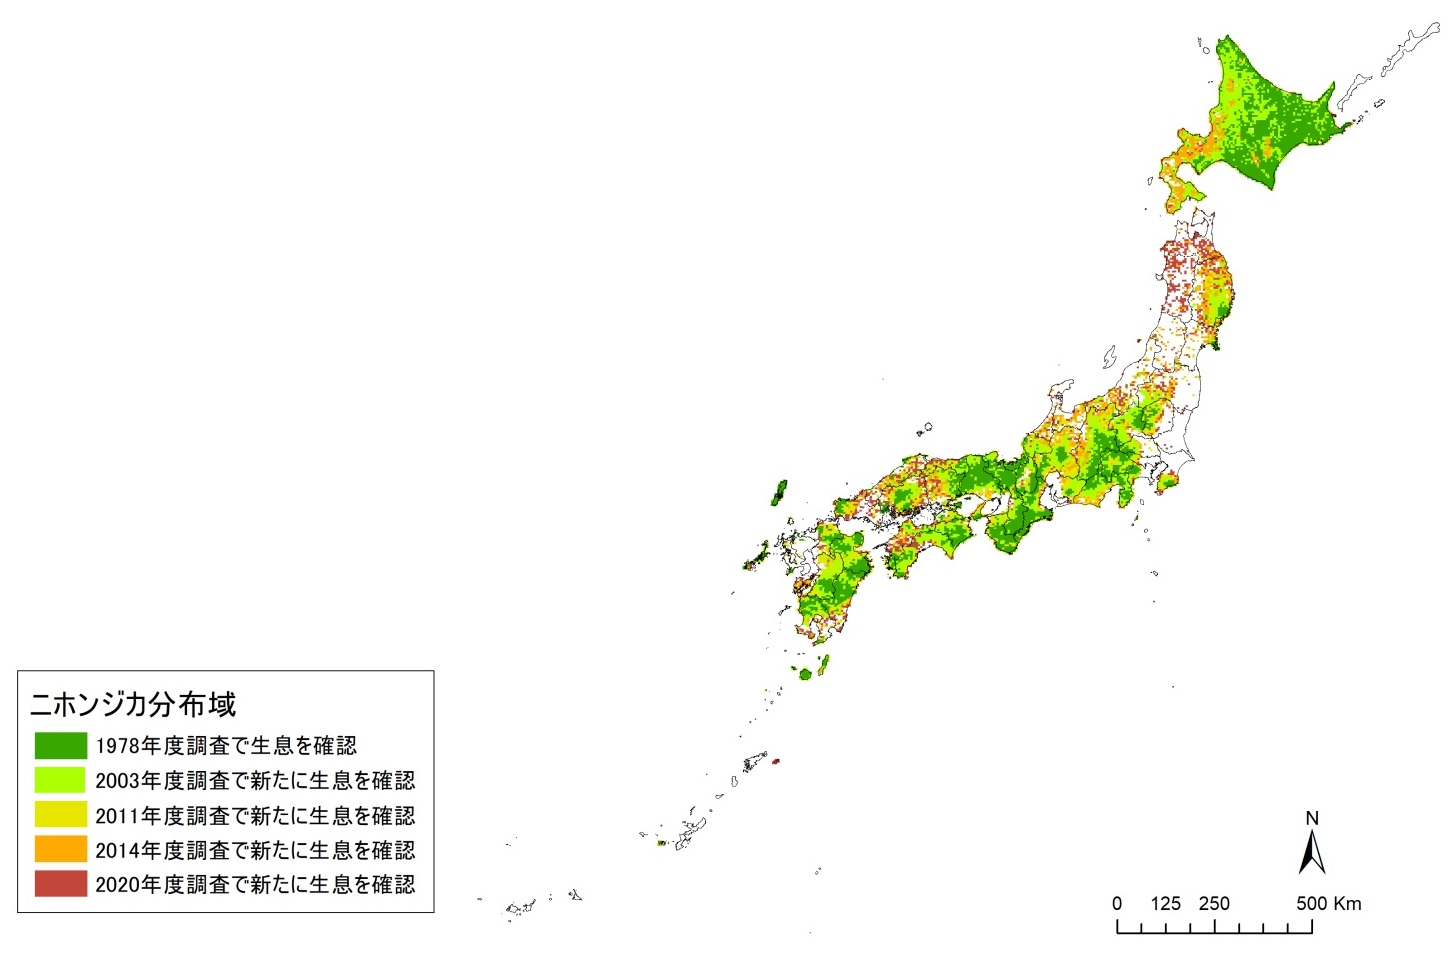 ニホンジカ分布域
1978年度調査で生息を確認
2003年度調査で新たに生息を確認
2011年度調査で新たに生息を確認
2014年度調査で新たに生息を確認
2020年度調査で新たに生息を確認
N
0 125 250 500 Km